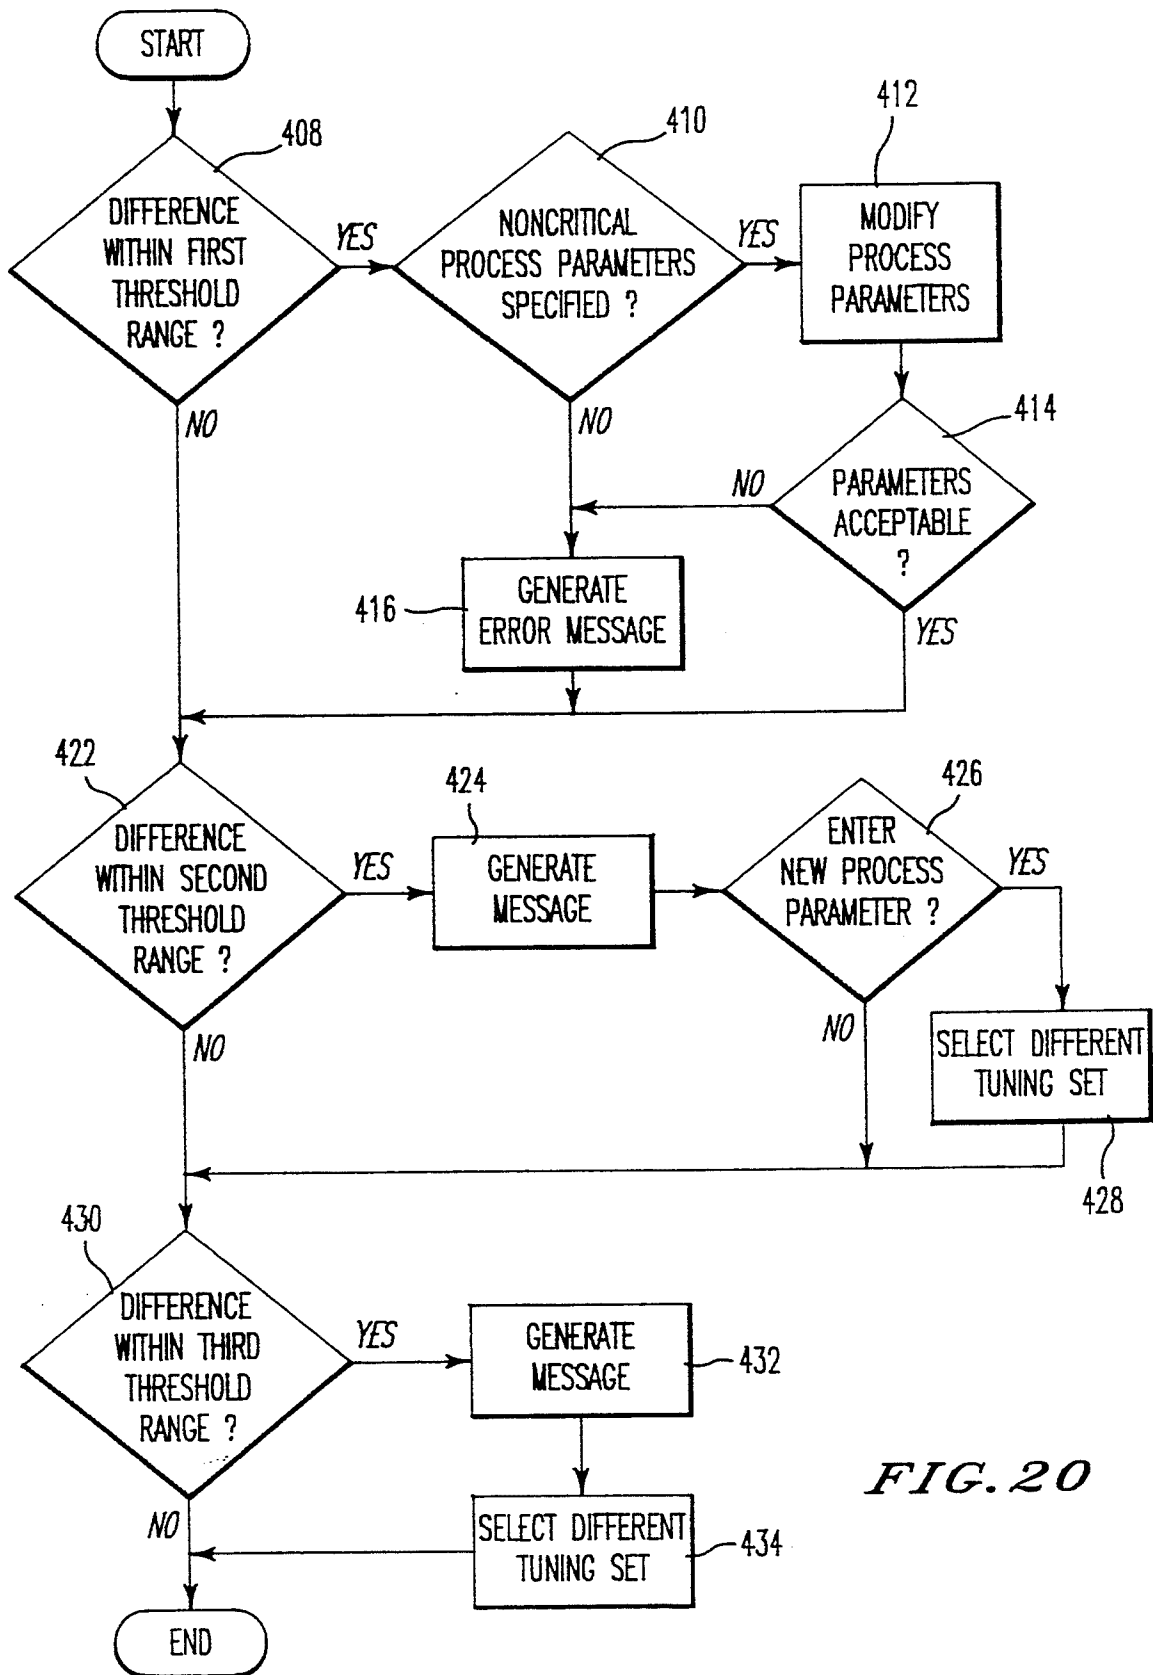 START
408
DIFFERENCE
WITHIN FIRST
THRESHOLD
RANGE ?
YES
NO
410
NONCRITICAL
PROCESS PARAMETERS
SPECIFIED ?
YES
NO
412
MODIFY
PROCESS
PARAMETERS
414
PARAMETERS
ACCEPTABLE
?
NO
YES
416
GENERATE
ERROR MESSAGE
422
DIFFERENCE
WITHIN SECOND
THRESHOLD
RANGE ?
YES
NO
424
GENERATE
MESSAGE
426
ENTER
NEW PROCESS
PARAMETER ?
YES
NO
SELECT DIFFERENT
TUNING SET
428
430
DIFFERENCE
WITHIN THIRD
THRESHOLD
RANGE ?
YES
NO
GENERATE
MESSAGE
432
SELECT DIFFERENT
TUNING SET
434
END
FIG. 20